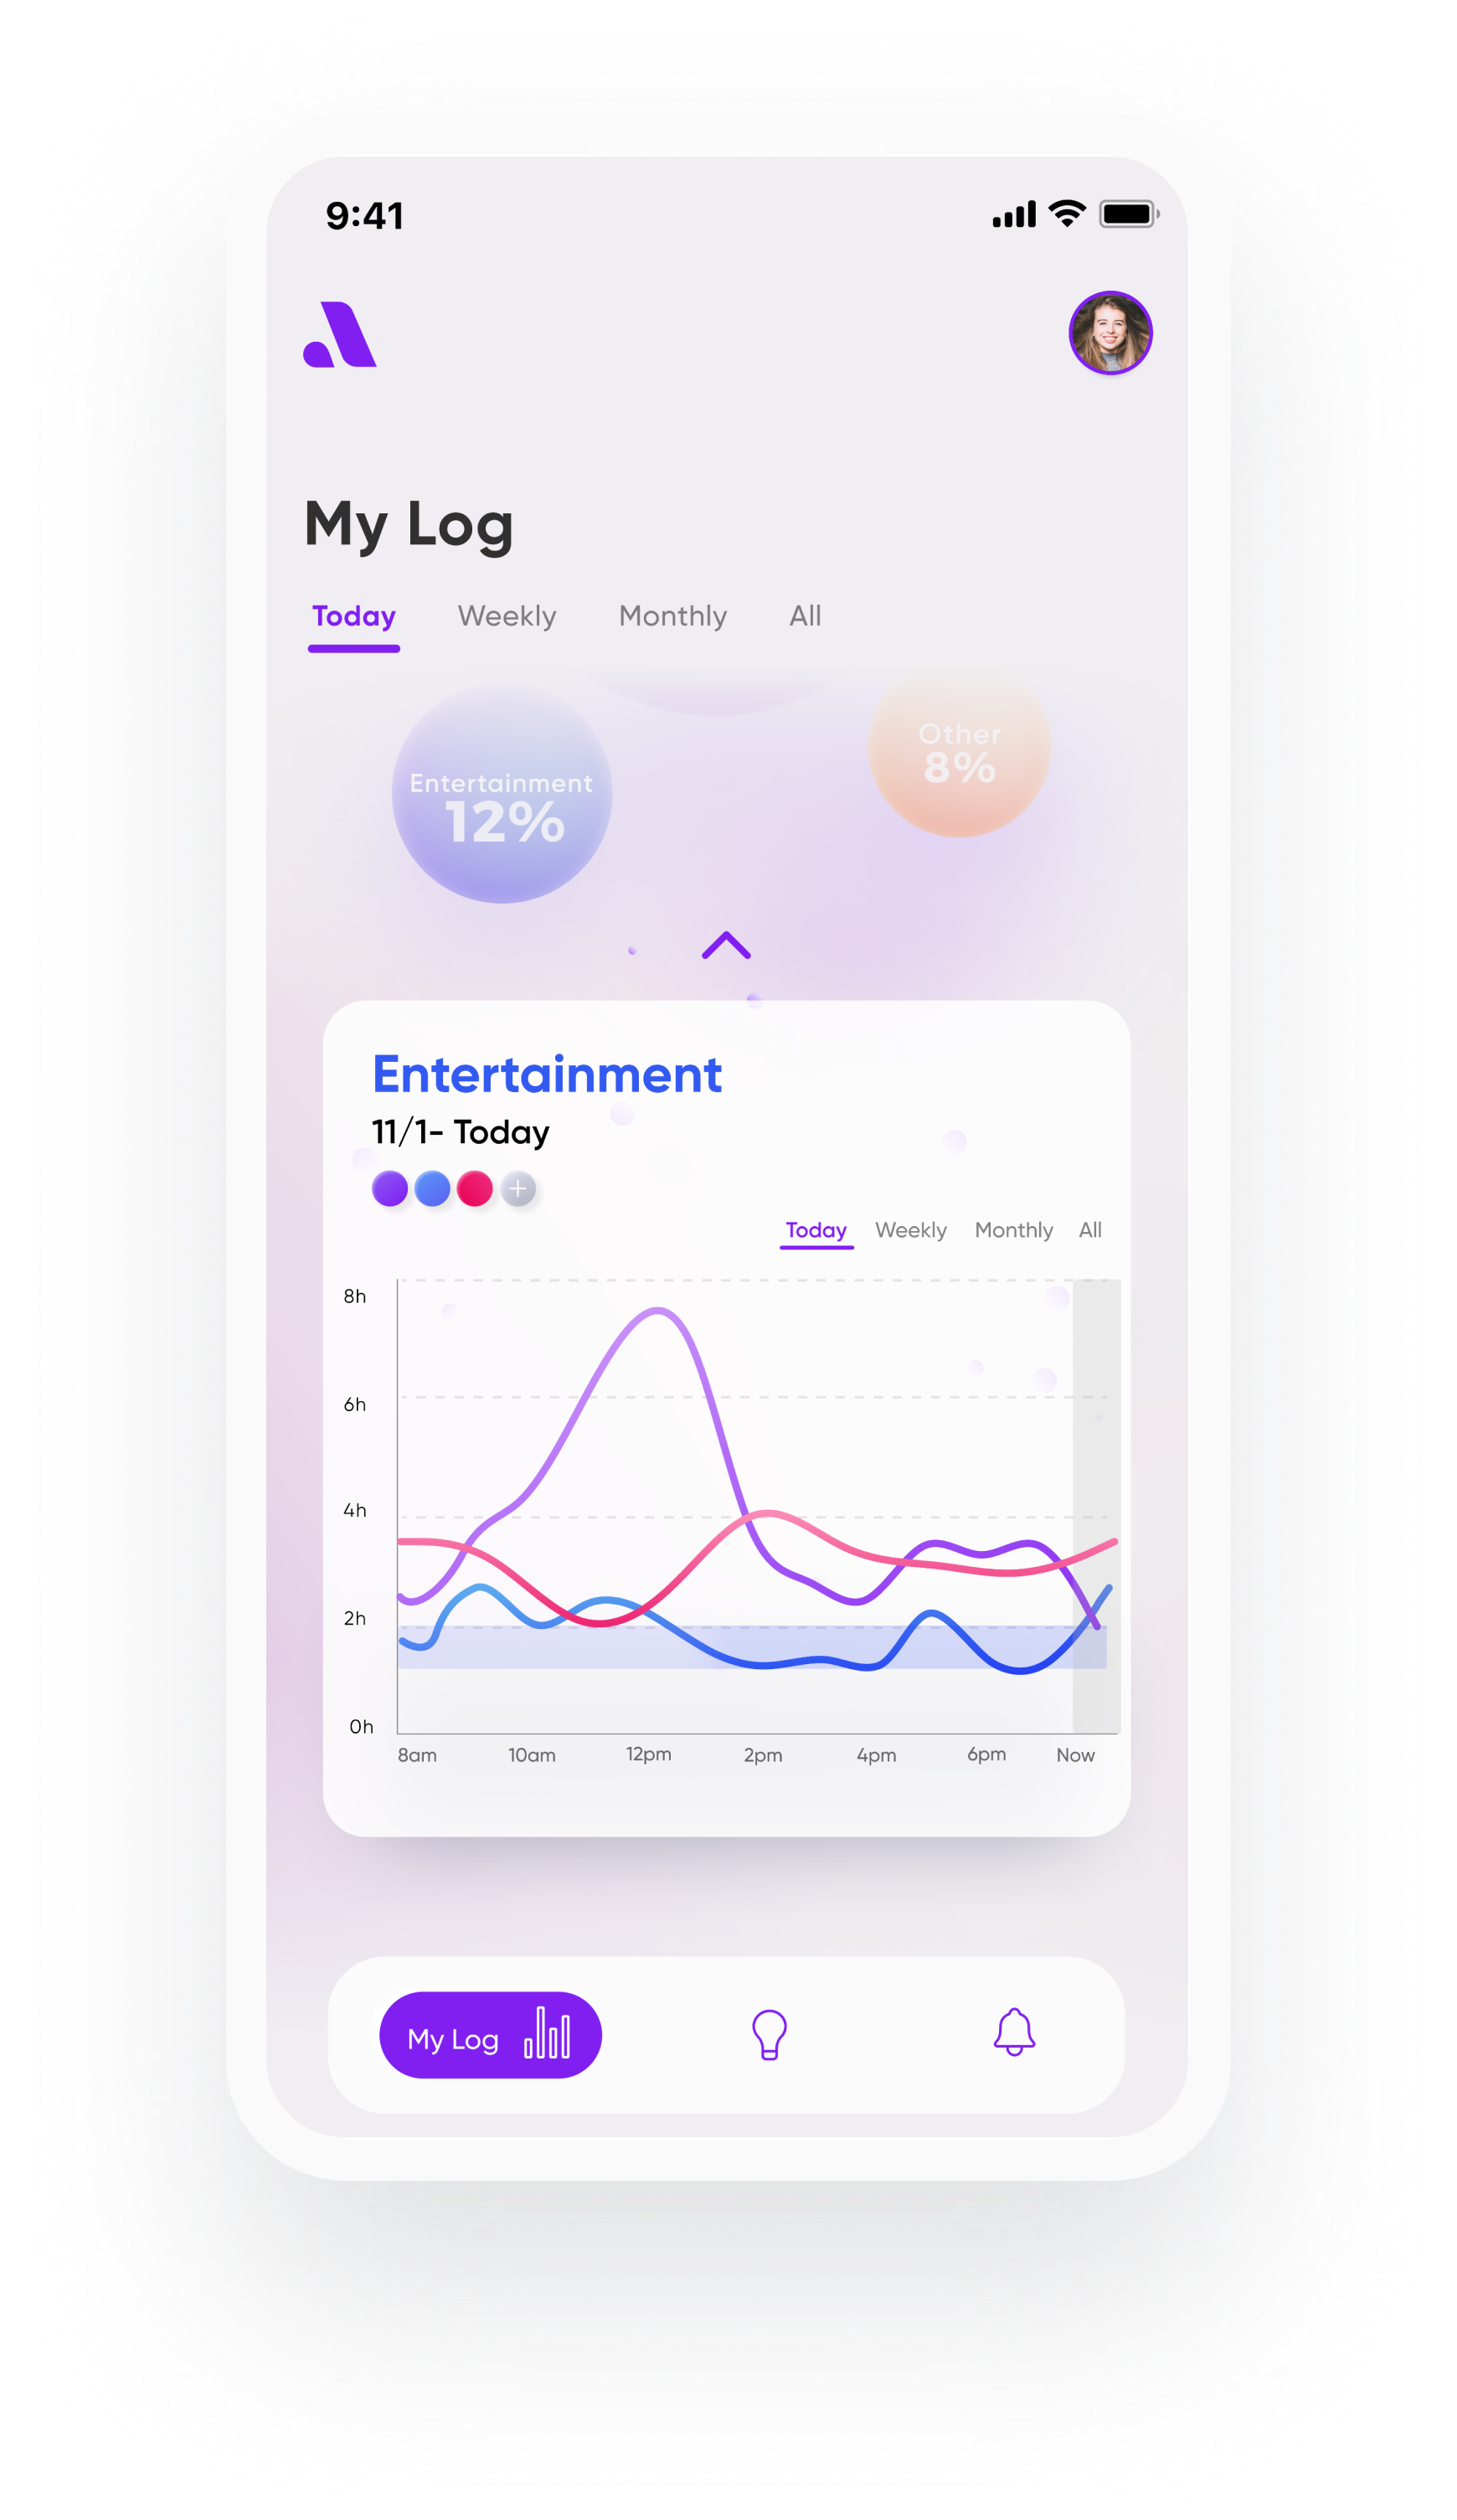 9:41
My Log
Today Weekly Monthly All
Other
8%
Entertainment
12%
Entertainment
11/1- Today
Today Weekly Monthly All
8h
6h
4h
2h
0h
8am 10am 12pm 2pm 4pm 6pm Now
My Log